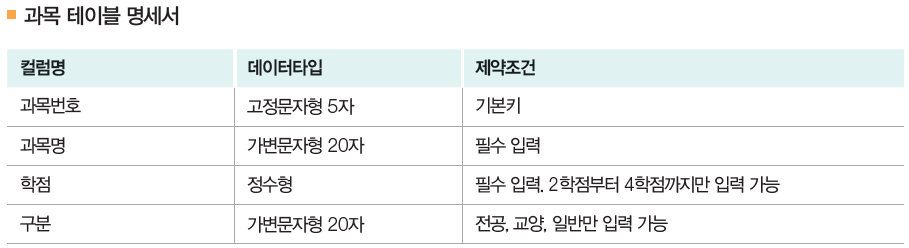 과목 테이블 명세서
컬럼명 데이터타입 제약조건
과목번호 고정문자형 5자 기본키
과목명 가변문자형 20자 필수 입력
학점 정수형 필수 입력, 2학점부터 4학점까지만 입력 가능
구분 가변문자형 20자 전공, 교양, 일반만 입력 가능